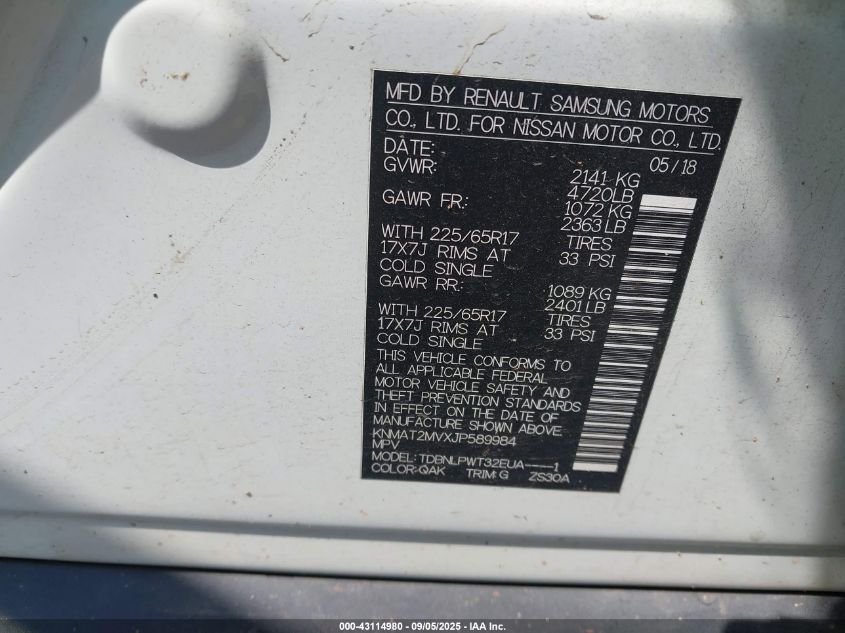 MFD BY RENAULT SAMSUNG MOTORS
CO., LTD. FOR NISSAN MOTOR CO., LTD.
DATE: 05/18
GVWR: 2141 KG
4720LB
GAWR FR.: 1072 KG
2363LB
WITH 225/65R17 TIRES
17X7J RIMS AT 33 PSI
COLD SINGLE
GAWR RR.: 1089 KG
2401LB
WITH 225/65R17 TIRES
17X7J RIMS AT 33 PSI
COLD SINGLE
THIS VEHICLE CONFORMS TO
ALL APPLICABLE FEDERAL
MOTOR VEHICLE SAFETY AND
THEFT PREVENTION STANDARDS
IN EFFECT ON THE DATE OF
MANUFACTURE SHOWN ABOVE.
KNMAT2MVXJP589984
MPV
MODEL: TDBNLPWT32EUA----1
COLOR:QAK TRIM:G ZS30A
000-43114980 - 09/05/2025 - IAA Inc.